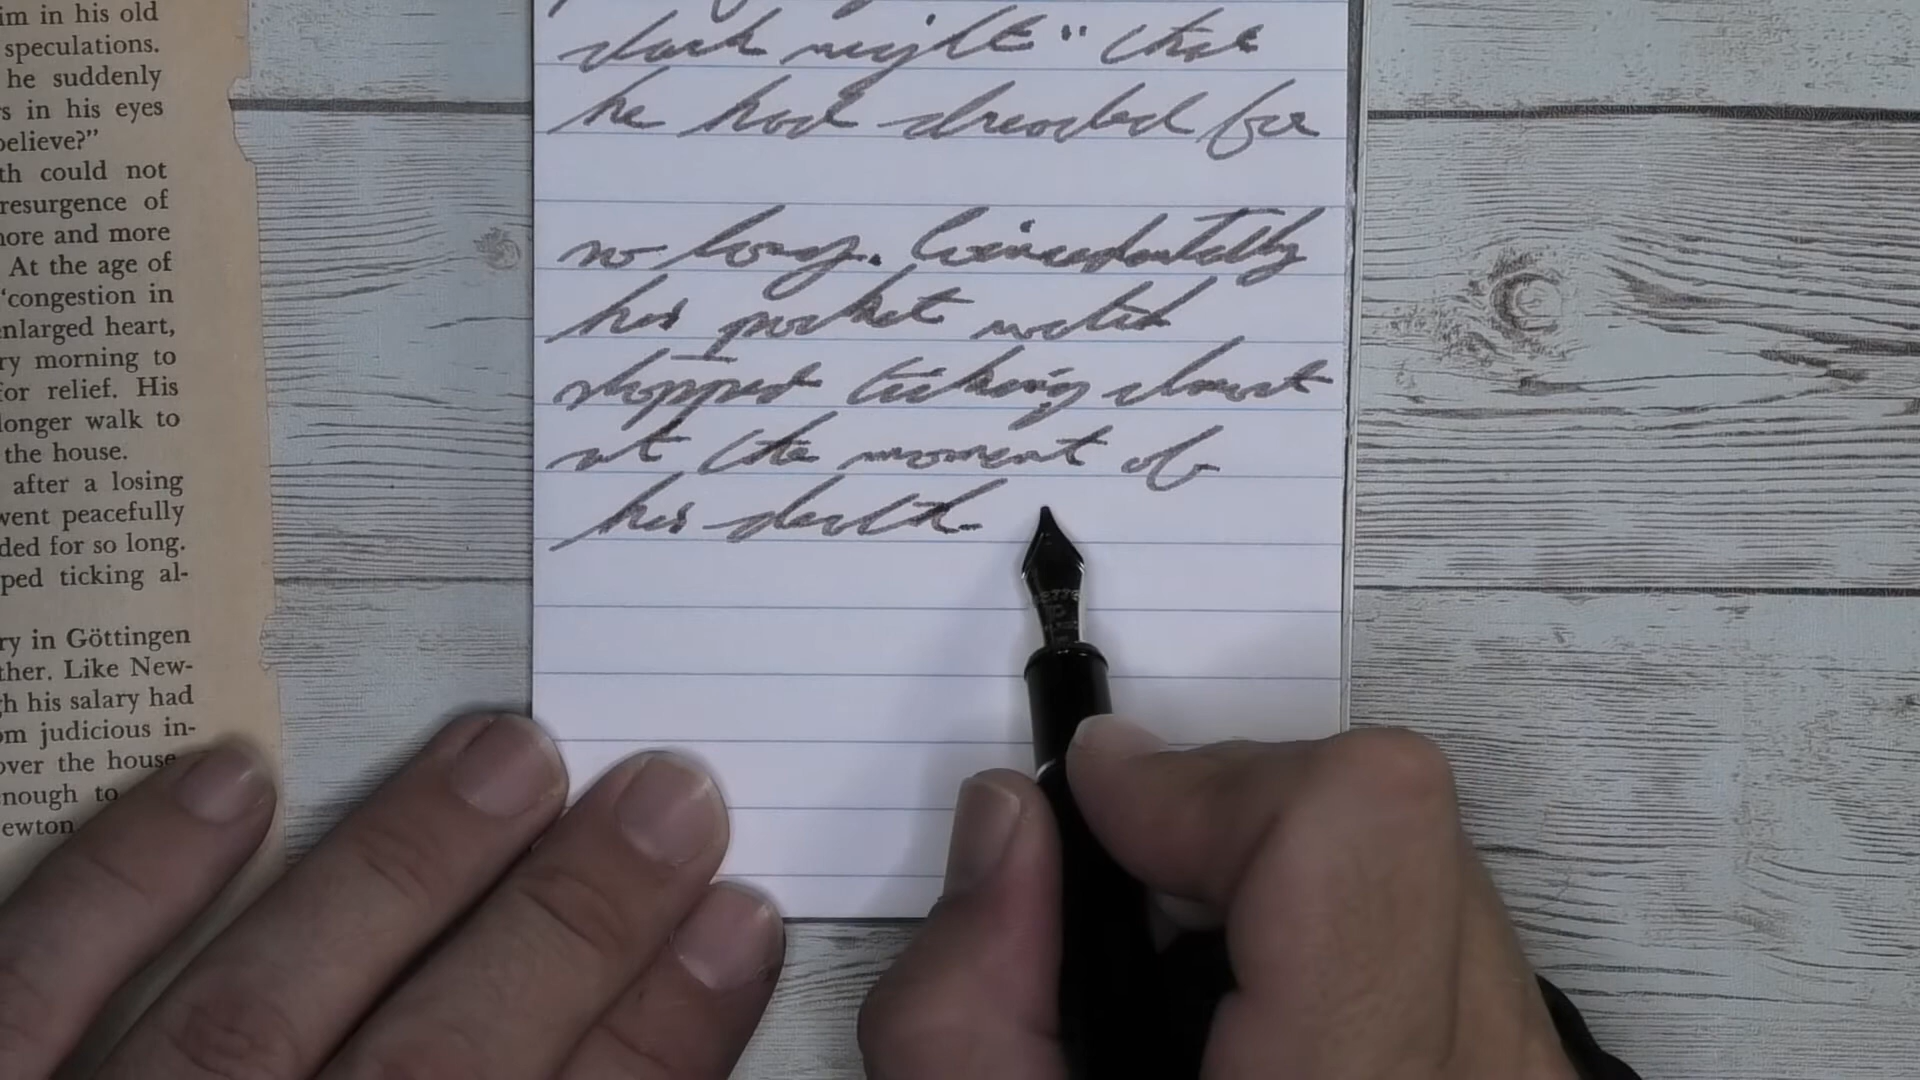 im in his old
speculations.
he suddenly
s in his eyes
believe?"
th could not
resurgence of
more and more
At the age of
"congestion in
enlarged heart,
ry morning to
for relief. His
longer walk to
the house.
after a losing
went peacefully
ded for so long.
ped ticking al-
ry in Göttingen
ther. Like New-
gh his salary had
om judicious in-
over the house
nough to
ewton
dark night" that
he had dreaded for
so long. Coincedentally
his pocket watch
stopped ticking almost
at the moment of
his death